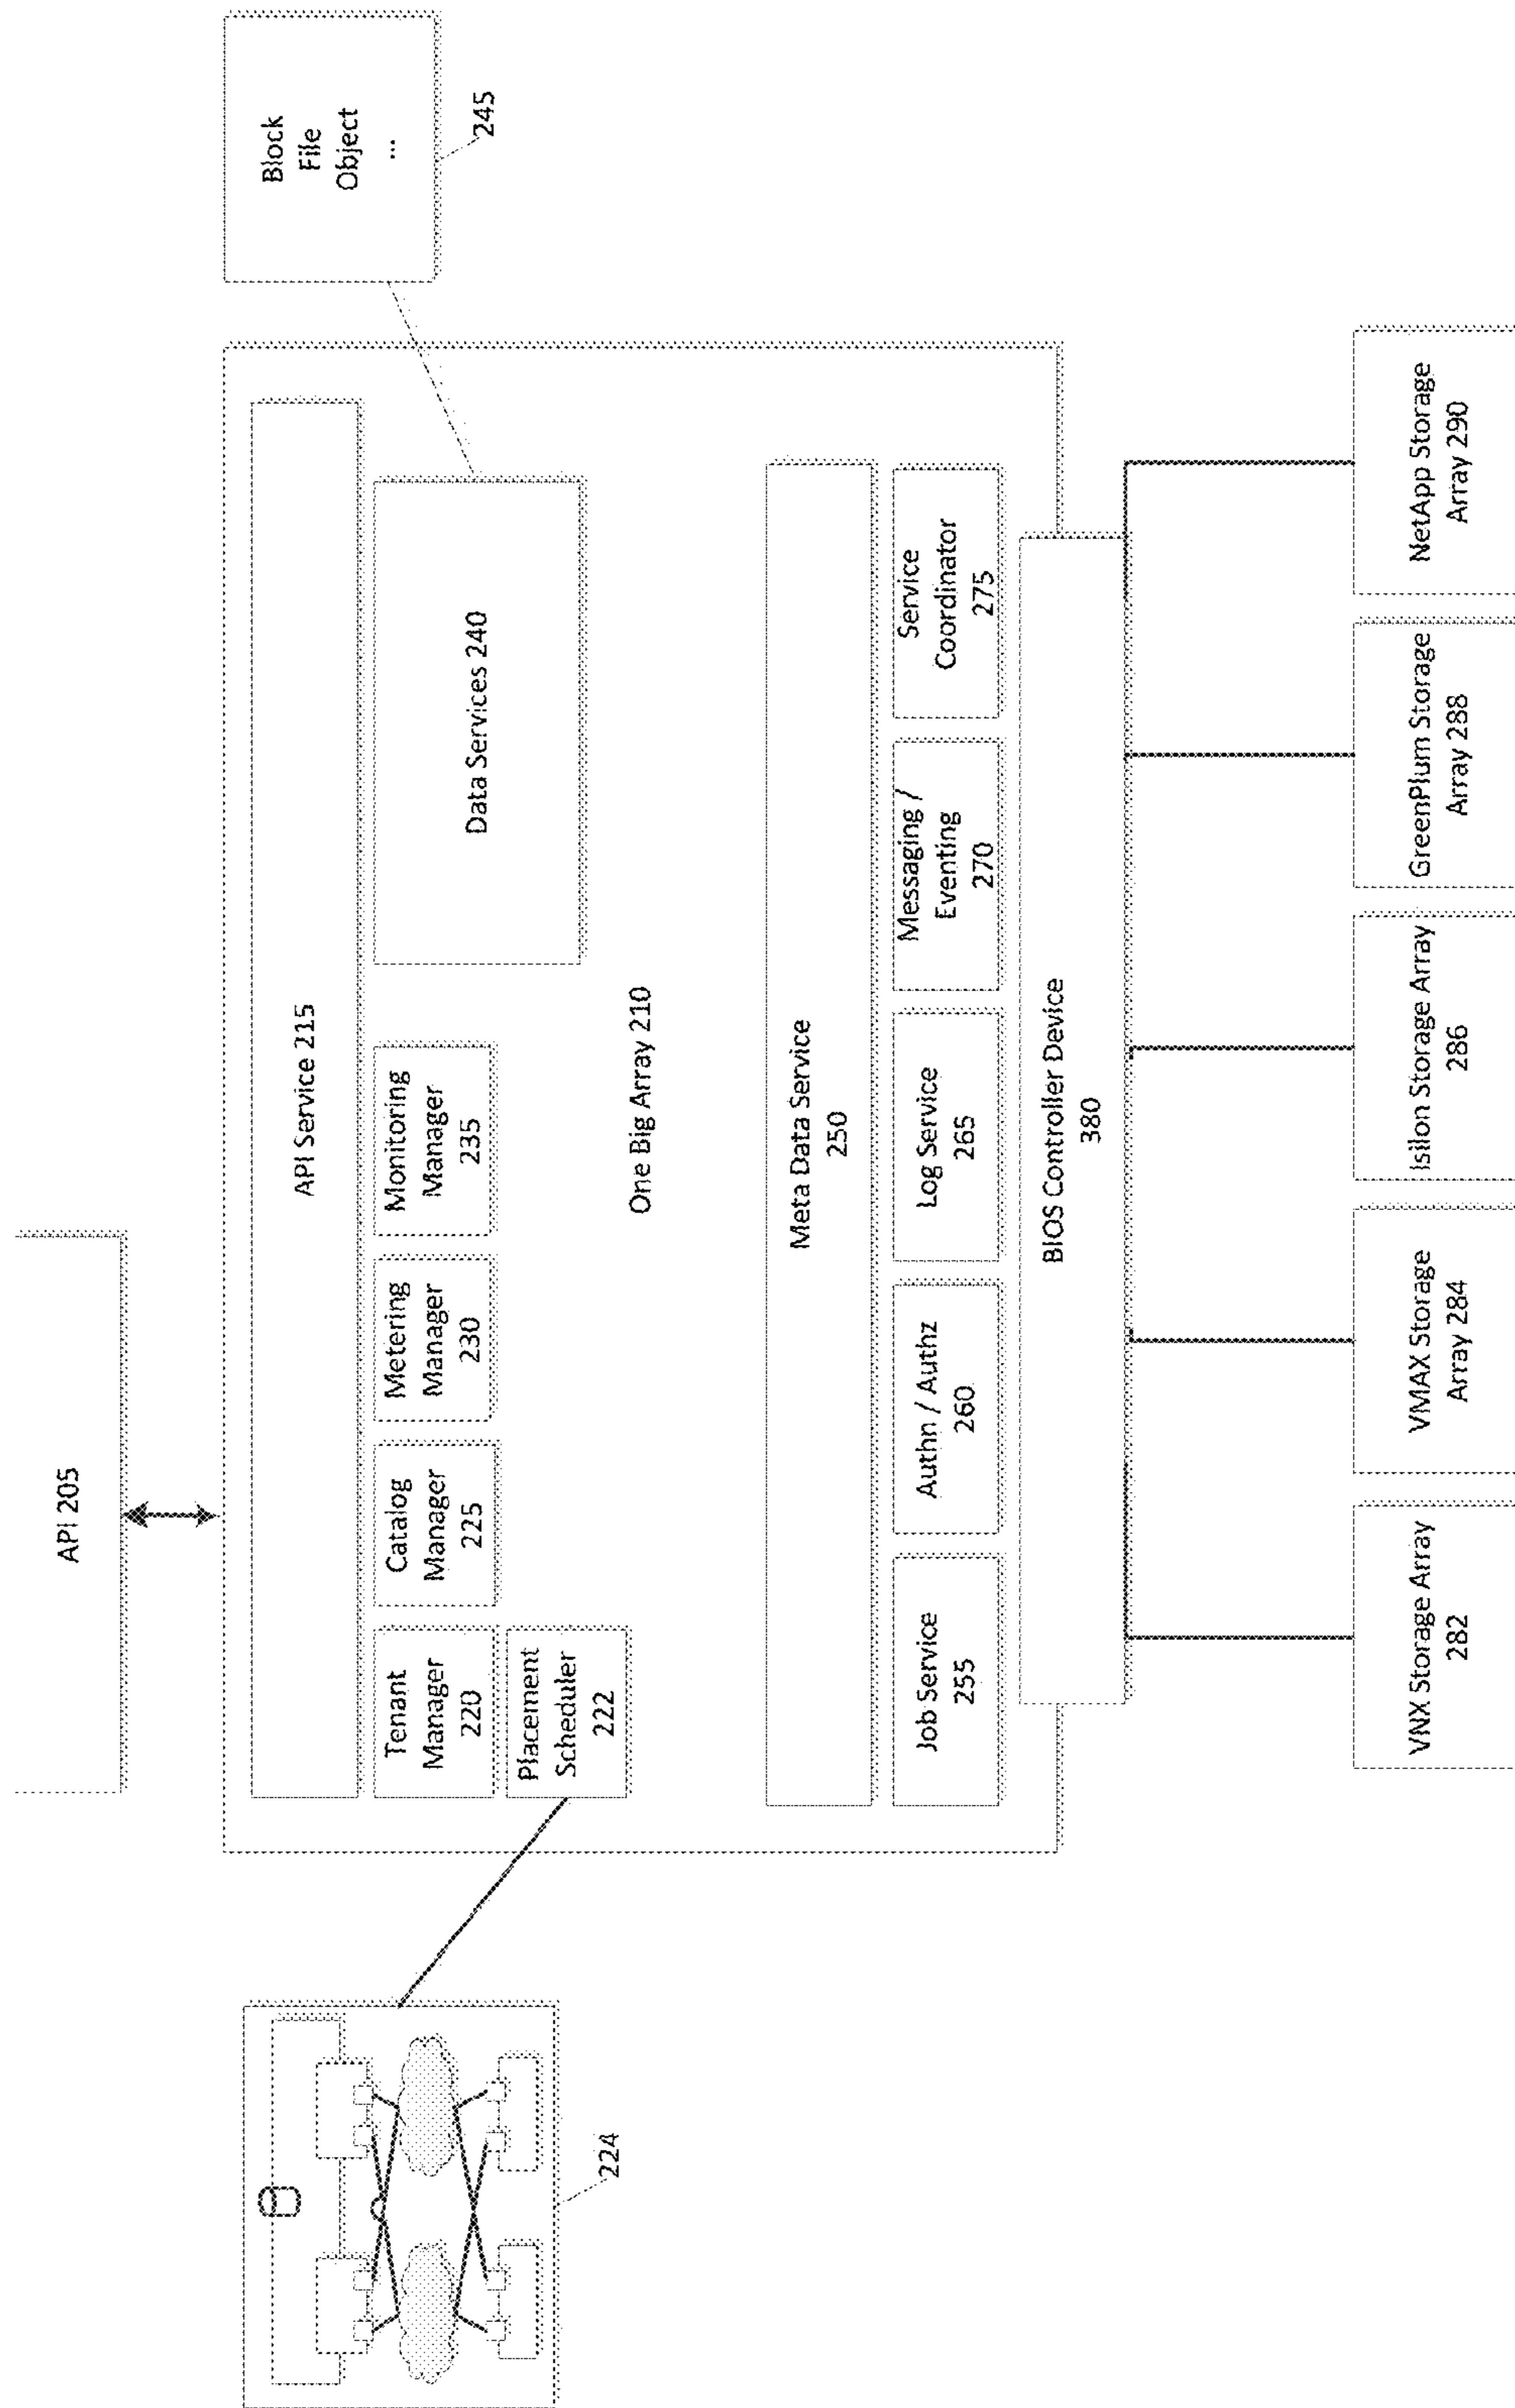 API 205
API Service 215
Tenant
Manager
220
Catalog
Manager
225
Metering
Manager
230
Monitoring
Manager
235
Data Services 240
Block
File
Object
...
245
Placement
Scheduler
222
224
One Big Array 210
Meta Data Service
250
Job Service
255
Authn / Authz
260
Log Service
265
Messaging /
Eventing
270
Service
Coordinator
275
BIOS Controller Device
380
VNX Storage Array
282
VMAX Storage
Array 284
Isilon Storage Array
286
GreenPlum Storage
Array 288
NetApp Storage
Array 290